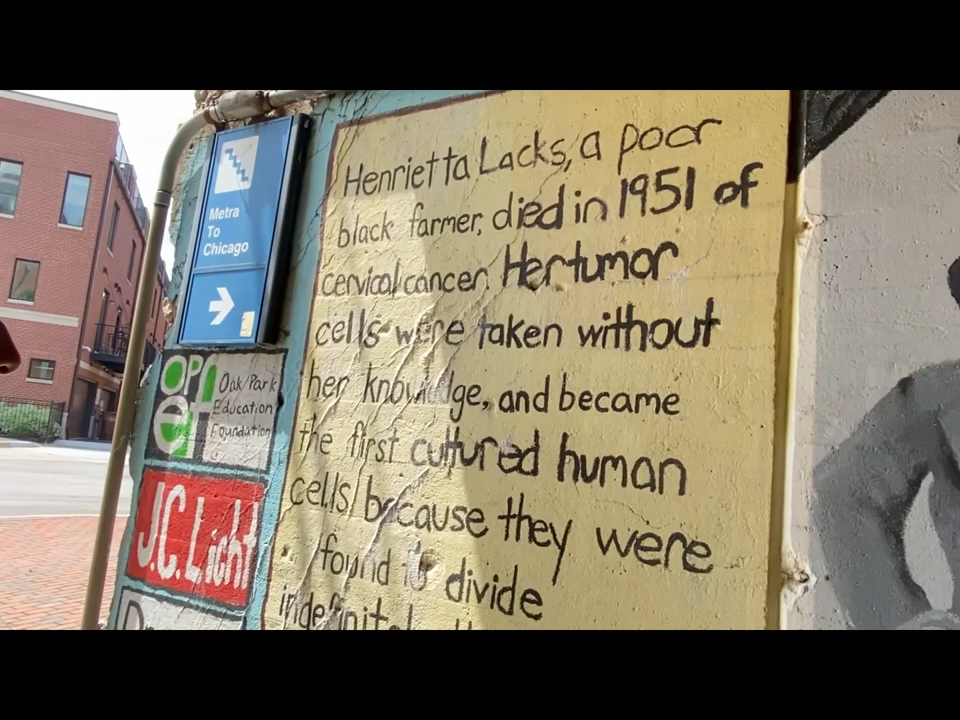 Metra
To
Chicago
OPEF
Oak Park
Education
Foundation
J.C. Licht
Henrietta Lacks, a poor
black farmer, died in 1951 of
cervical cancer. Her tumor
cells were taken without
her knowledge, and became
the first cultured human
cells, because they were
found to divide